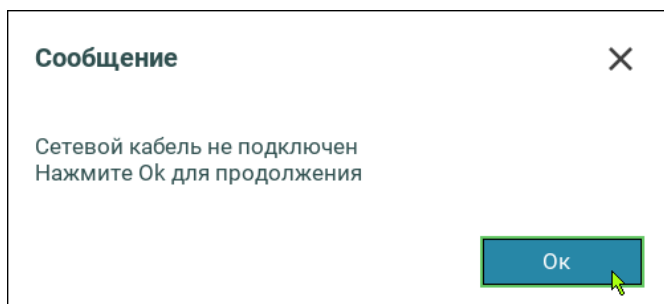 Сообщение
Сетевой кабель не подключен
Нажмите Ok для продолжения
Ок